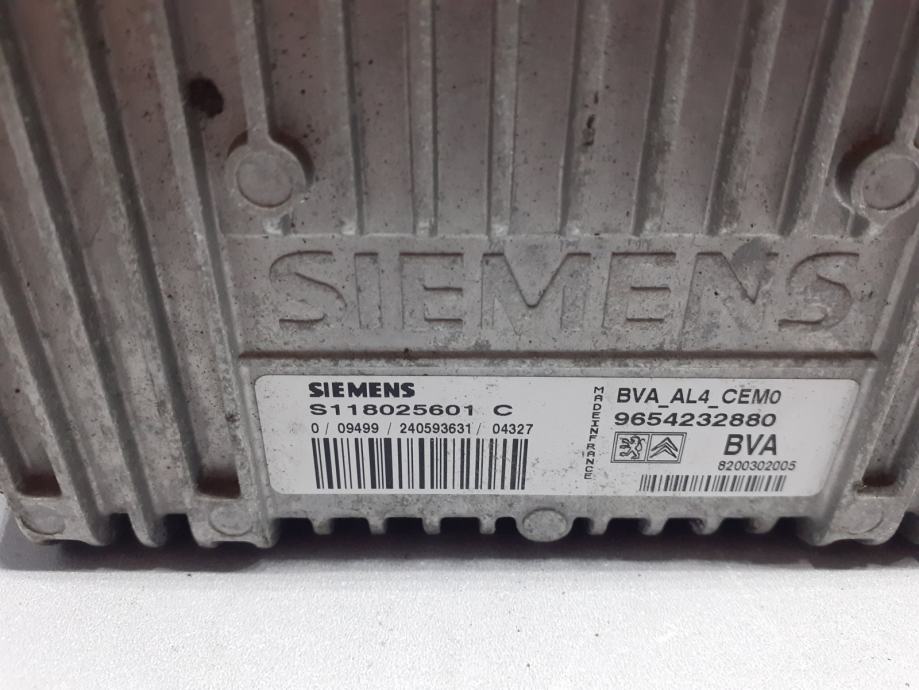 SIEMENS
SIEMENS
S118025601 C
0 / 09499 / 240593631 / 04327
MADE IN FRANCE
BVA_AL4_CEM0
9654232880
BVA
8200302005